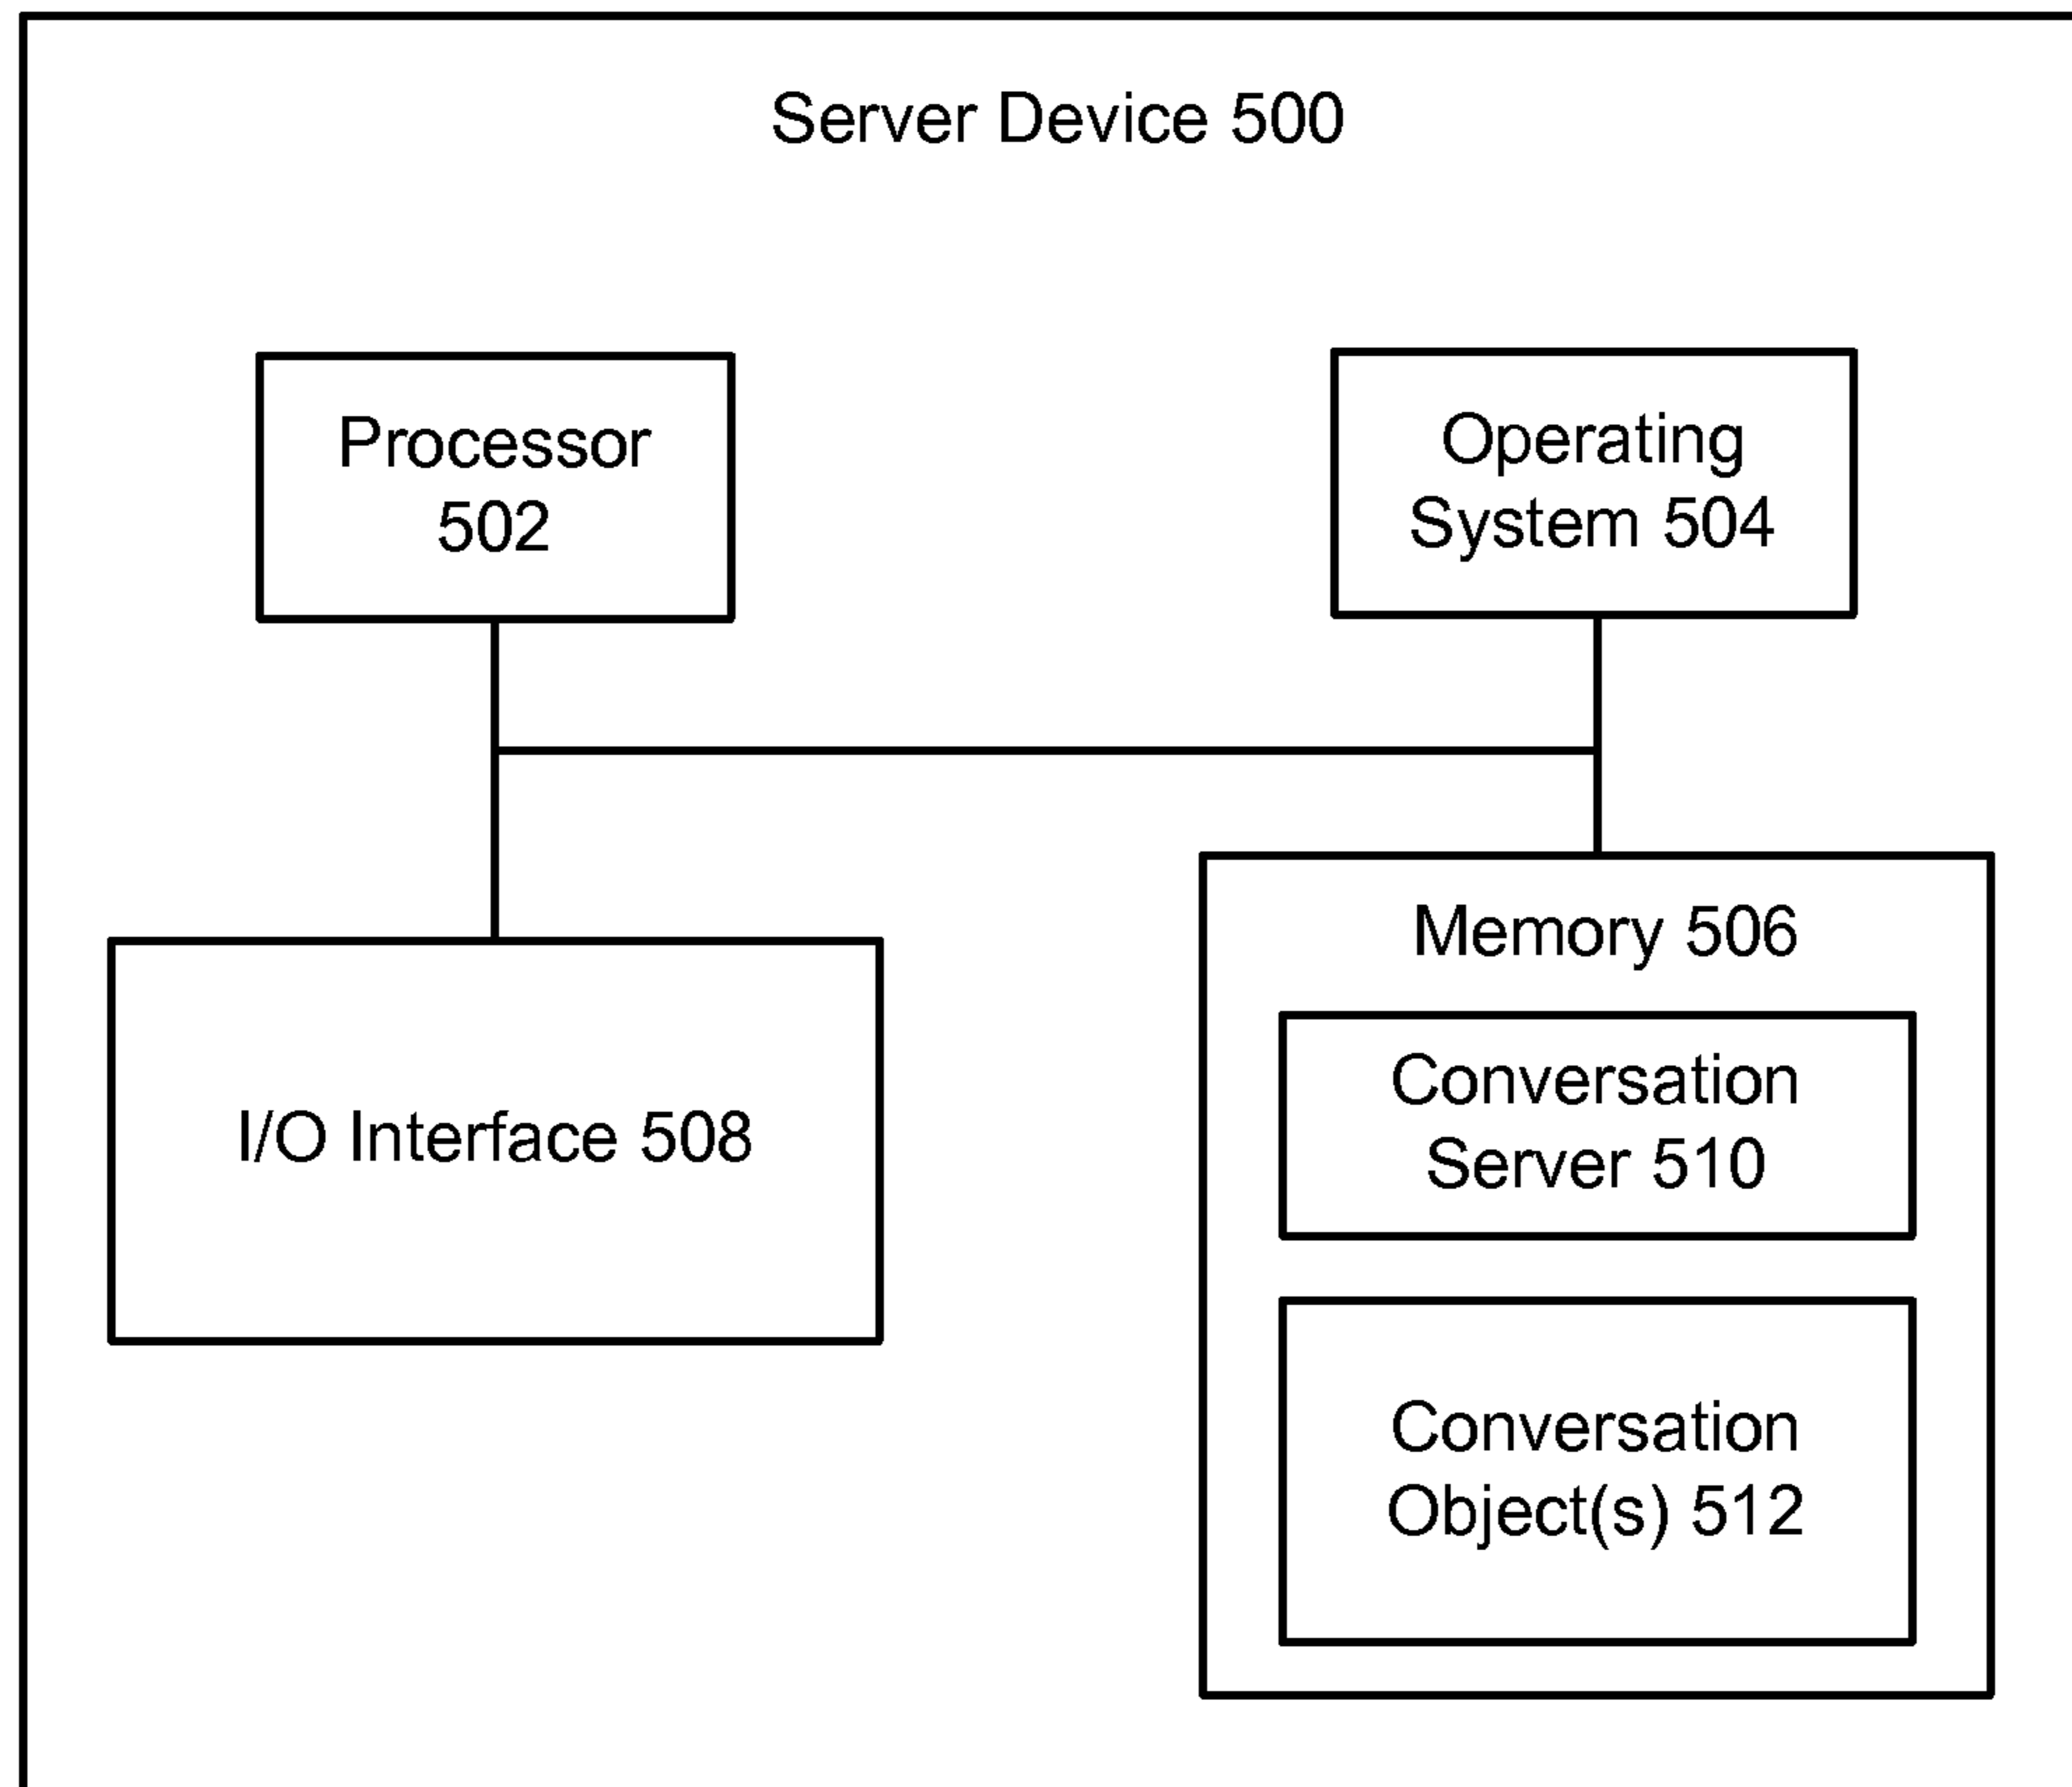 Server Device 500
Processor
502
Operating
System 504
I/O Interface 508
Memory 506
Conversation
Server 510
Conversation
Object(s) 512